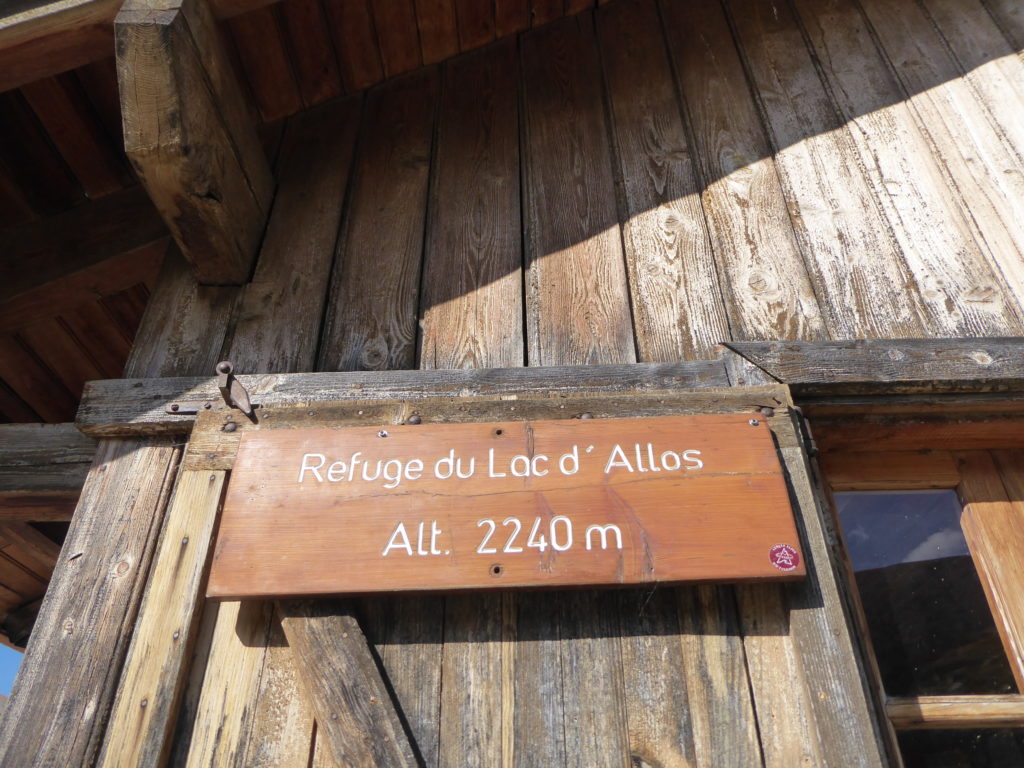 Refuge du Lac d'Allos
Alt. 2240 m